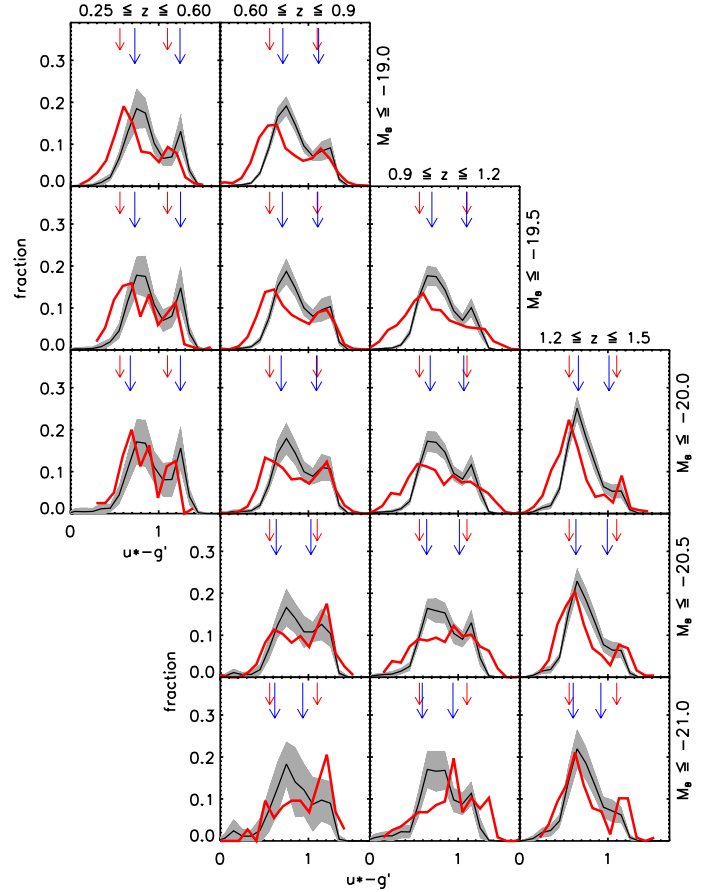 0.25 ≦ z ≦ 0.60
0.60 ≦ z ≦ 0.9
0.3
0.2
0.1
0.0
M_B ≦ -19.0
0.9 ≦ z ≦ 1.2
0.3
0.2
0.1
0.0
fraction
M_B ≦ -19.5
1.2 ≦ z ≦ 1.5
0.3
0.2
0.1
0.0
M_B ≦ -20.0
0 1
u*-g'
0.3
0.2
0.1
0.0
M_B ≦ -20.5
fraction
0.3
0.2
0.1
0.0
M_B ≦ -21.0
0 1 0 1 0 1
u*-g'